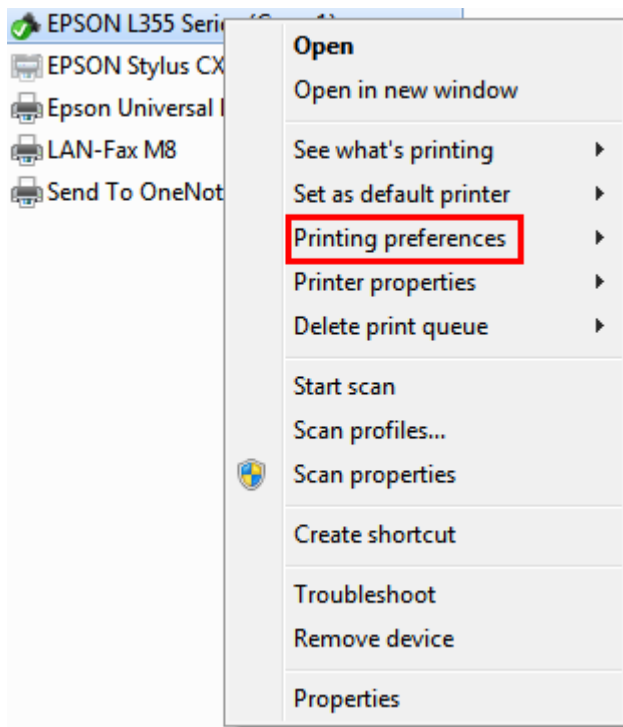 EPSON L355 Series
Open
EPSON Stylus CX
Open in new window
Epson Universal
LAN-Fax M8
See what's printing
Send To OneNot
Set as default printer
Printing preferences
Printer properties
Delete print queue
Start scan
Scan profiles...
Scan properties
Create shortcut
Troubleshoot
Remove device
Properties